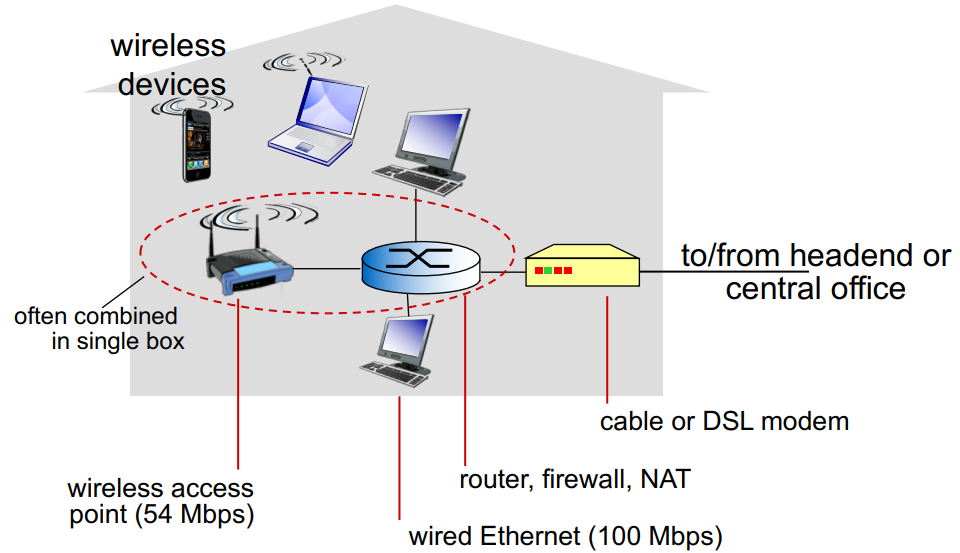 wireless
devices
to/from headend or
central office
often combined
in single box
cable or DSL modem
router, firewall, NAT
wireless access
point (54 Mbps)
wired Ethernet (100 Mbps)